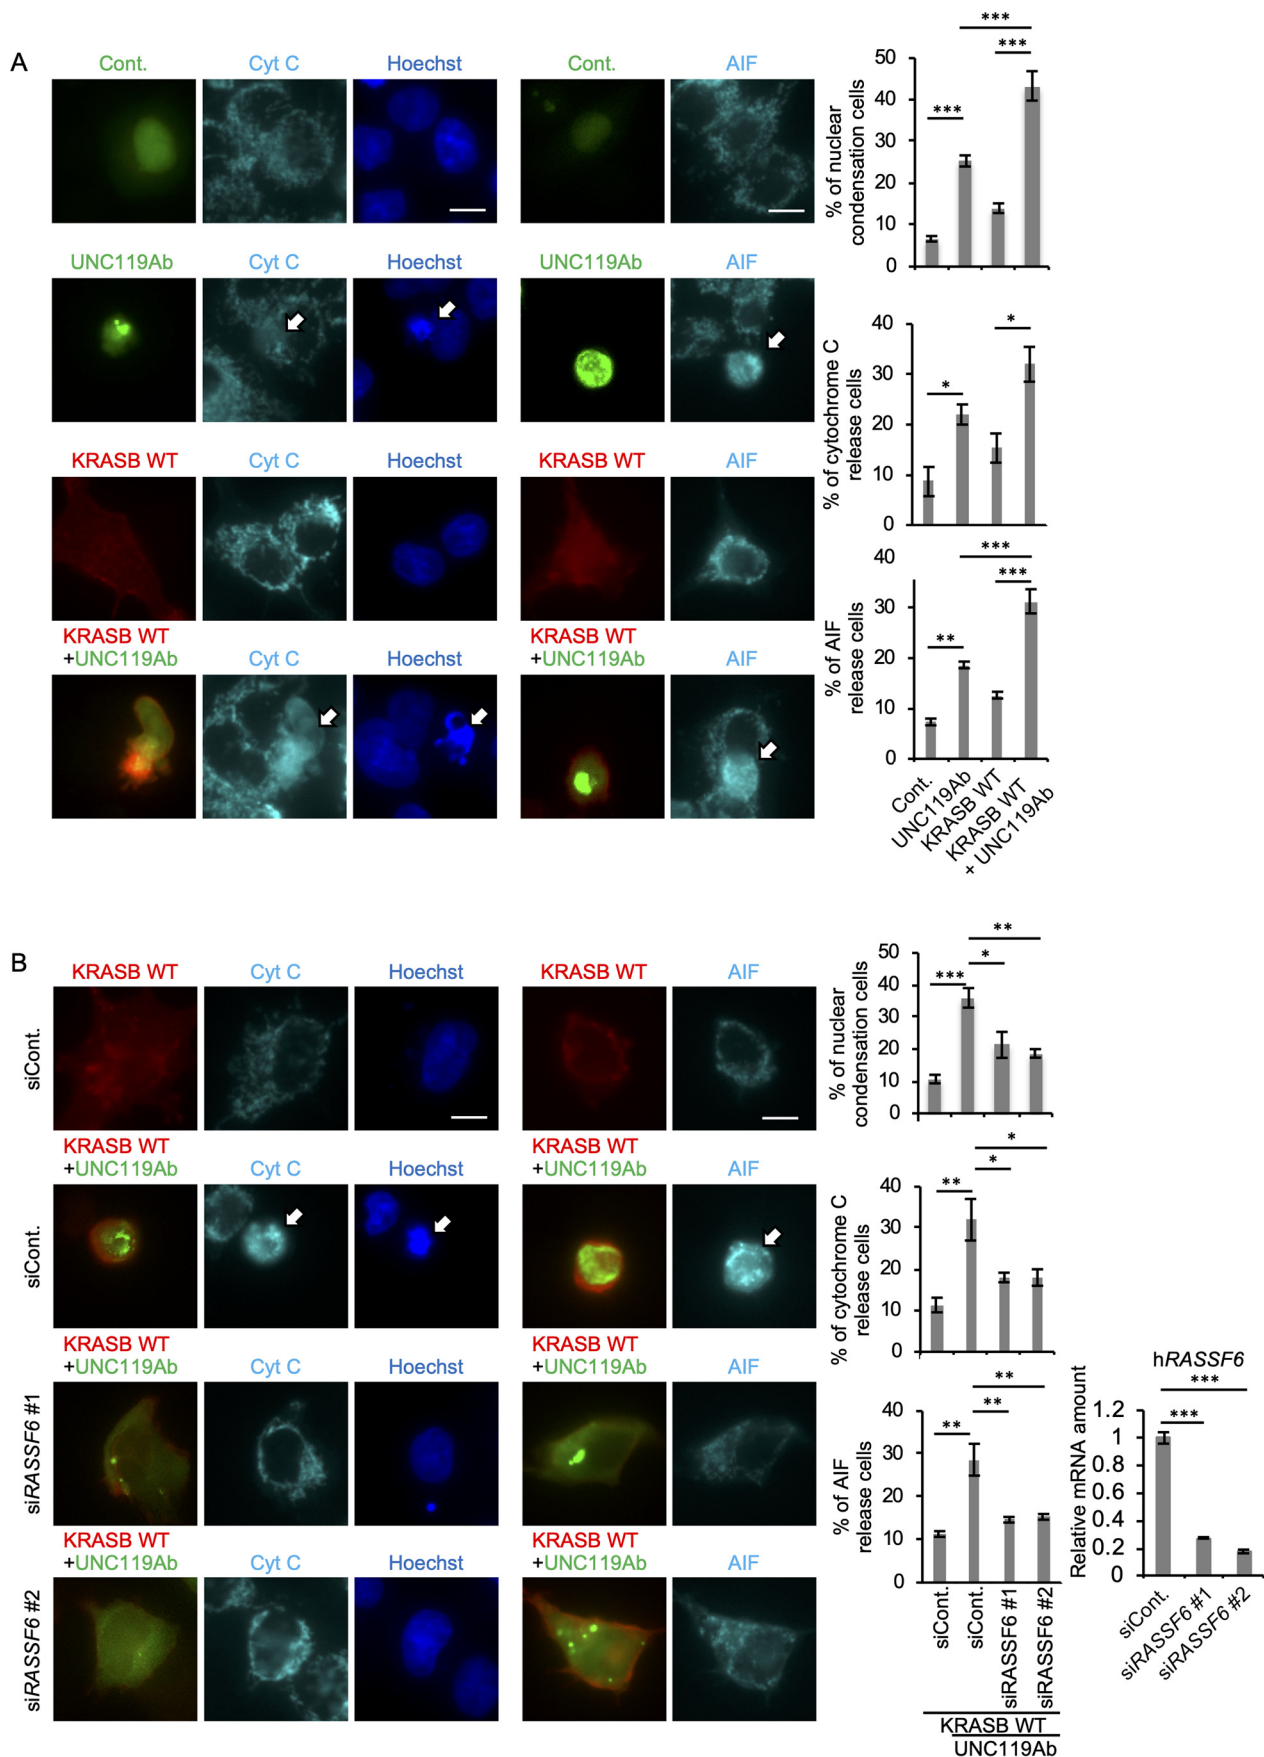 A
Cont.
Cyt C
Hoechst
Cont.
AIF
UNC119Ab
Cyt C
Hoechst
UNC119Ab
AIF
KRASB WT
Cyt C
Hoechst
KRASB WT
AIF
KRASB WT
+UNC119Ab
Cyt C
Hoechst
KRASB WT
+UNC119Ab
AIF
% of nuclear
condensation cells
50
40
30
20
10
0
***
***
***
% of cytochrome C
release cells
40
30
20
10
0
*
*
% of AIF
release cells
40
30
20
10
0
**
***
***
Cont.
UNC119Ab
KRASB WT
KRASB WT
+ UNC119Ab
B
KRASB WT
Cyt C
Hoechst
KRASB WT
AIF
siCont.
KRASB WT
+UNC119Ab
Cyt C
Hoechst
KRASB WT
+UNC119Ab
AIF
siCont.
KRASB WT
+UNC119Ab
Cyt C
Hoechst
KRASB WT
+UNC119Ab
AIF
siRASSF6 #1
KRASB WT
+UNC119Ab
Cyt C
Hoechst
KRASB WT
+UNC119Ab
AIF
siRASSF6 #2
% of nuclear
condensation cells
50
40
30
20
10
0
***
*
**
% of cytochrome C
release cells
40
30
20
10
0
**
*
*
% of AIF
release cells
40
30
20
10
0
**
**
**
siCont.
siCont.
siRASSF6 #1
siRASSF6 #2
KRASB WT
UNC119Ab
hRASSF6
***
***
Relative mRNA amount
1.2
1
0.8
0.6
0.4
0.2
0
siCont.
siRASSF6 #1
siRASSF6 #2